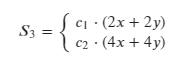 S₃ = { c₁ · (2x + 2y)
c₂ · (4x + 4y)